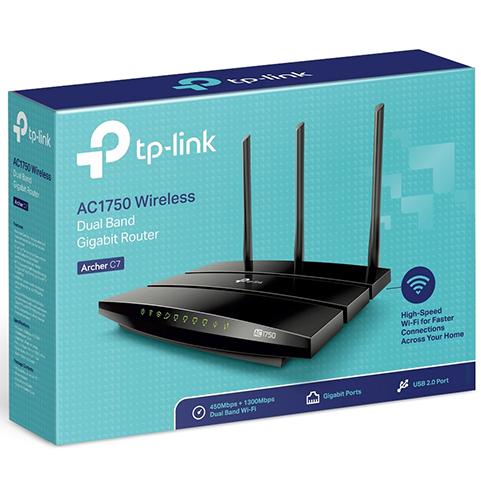 tp-link
tp-link
AC1750 Wireless
Dual Band
Gigabit Router
Archer C7
AC1750 Wireless
Dual Band
Gigabit Router
Archer C7
tp-link
AC1750
High-Speed
Wi-Fi for Faster
Connections
Across Your Home
450Mbps + 1300Mbps
Dual Band Wi-Fi
Gigabit Ports
USB 2.0 Port